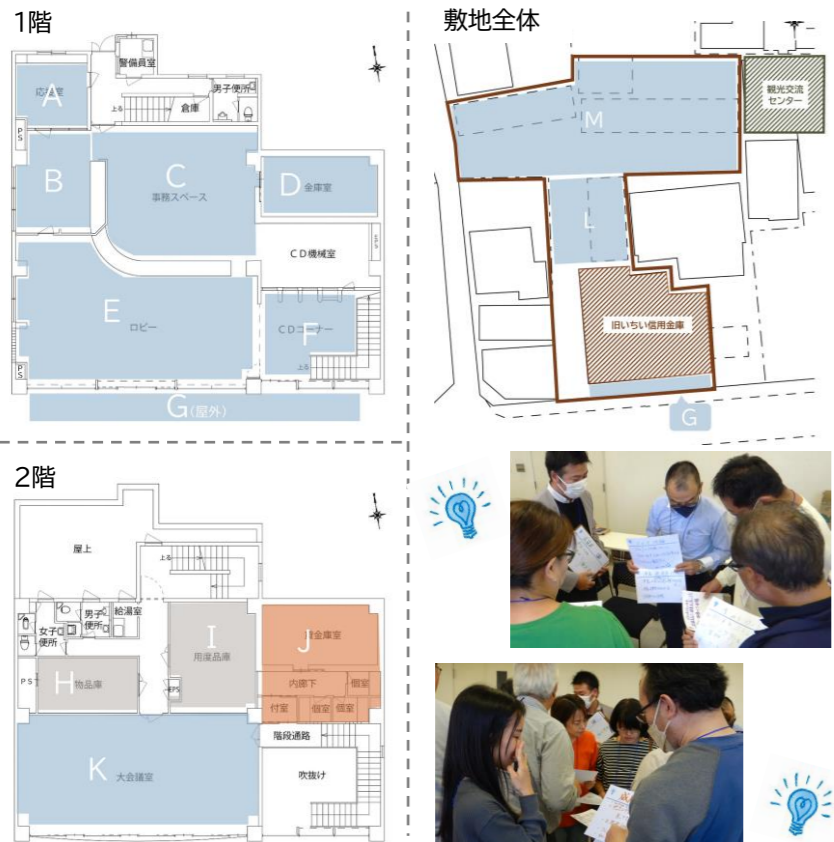 1階
警備員室
A
応接室
男子便所
上る
倉庫
PS
B
C
事務スペース
D
金庫室
CD機械室
E
ロビー
F
CDコーナー
上る
PS
G(屋外)
敷地全体
観光交流
センター
M
L
旧いちい信用金庫
G
2階
屋上
上る
女子
便所
男子
便所
給湯室
I
用度品庫
J
貸金庫室
PS
H
物品庫
EPS
内廊下
個室
付室
個室
個室
階段通路
K
大会議室
吹抜け